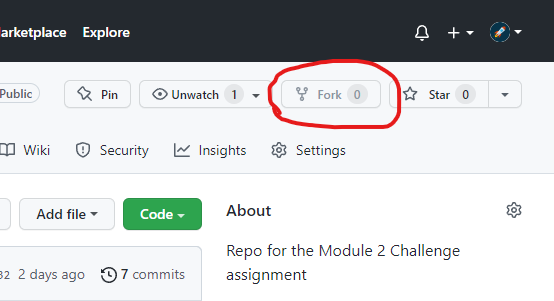 arketplace Explore
Public Pin Unwatch 1 Fork 0 Star 0
Wiki Security Insights Settings
Add file Code About
Repo for the Module 2 Challenge
32 2 days ago 7 commits assignment